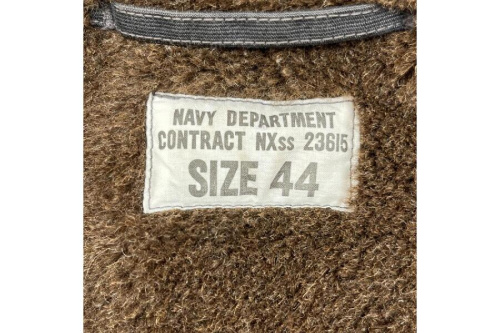 NAVY DEPARTMENT
CONTRACT NXss 23615
SIZE 44